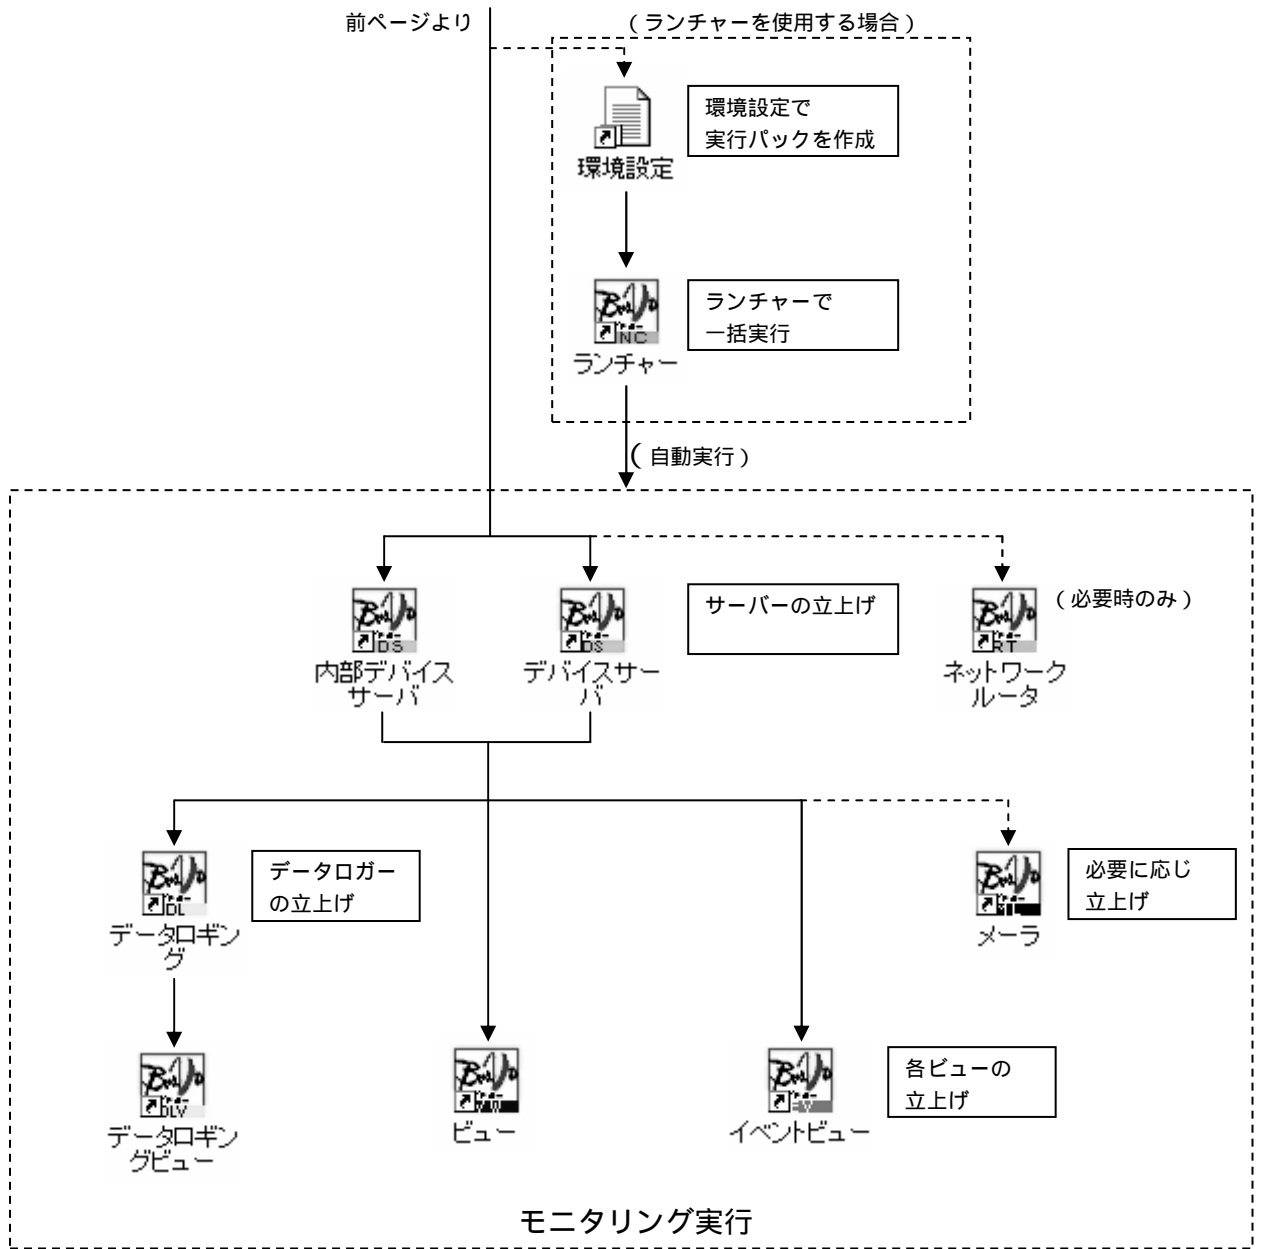 前ページより
(ランチャーを使用する場合)
環境設定で
実行パックを作成
環境設定
ランチャーで
一括実行
NC
ランチャー
(自動実行)
サーバーの立上げ
(必要時のみ)
DS
内部デバイス
サーバ
DS
デバイスサー
バ
RT
ネットワーク
ルータ
データロガー
の立上げ
DL
データロギン
グ
必要に応じ
立上げ
メーラ
各ビューの
立上げ
DLV
データロギン
グビュー
ビュー
EV
イベントビュー
モニタリング実行